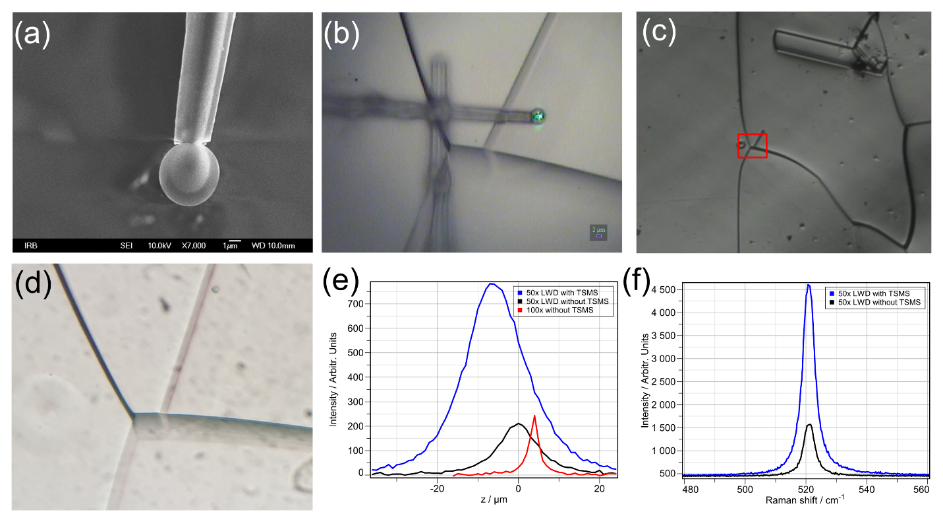 (a)
IRB SEI 10.0kV X7,000 1μm WD 10.0mm
(b)
2 μm
(c)
(d)
(e)
50x LWD with TSMS
50x LWD without TSMS
100x without TSMS
Intensity / Arbitr. Units
700
600
500
400
300
200
100
0
-20 0 20
z / μm
(f)
50x LWD with TSMS
50x LWD without TSMS
Intensity / Arbitr. Units
4 500
4 000
3 500
3 000
2 500
2 000
1 500
1 000
500
480 500 520 540 560
Raman shift / cm⁻¹